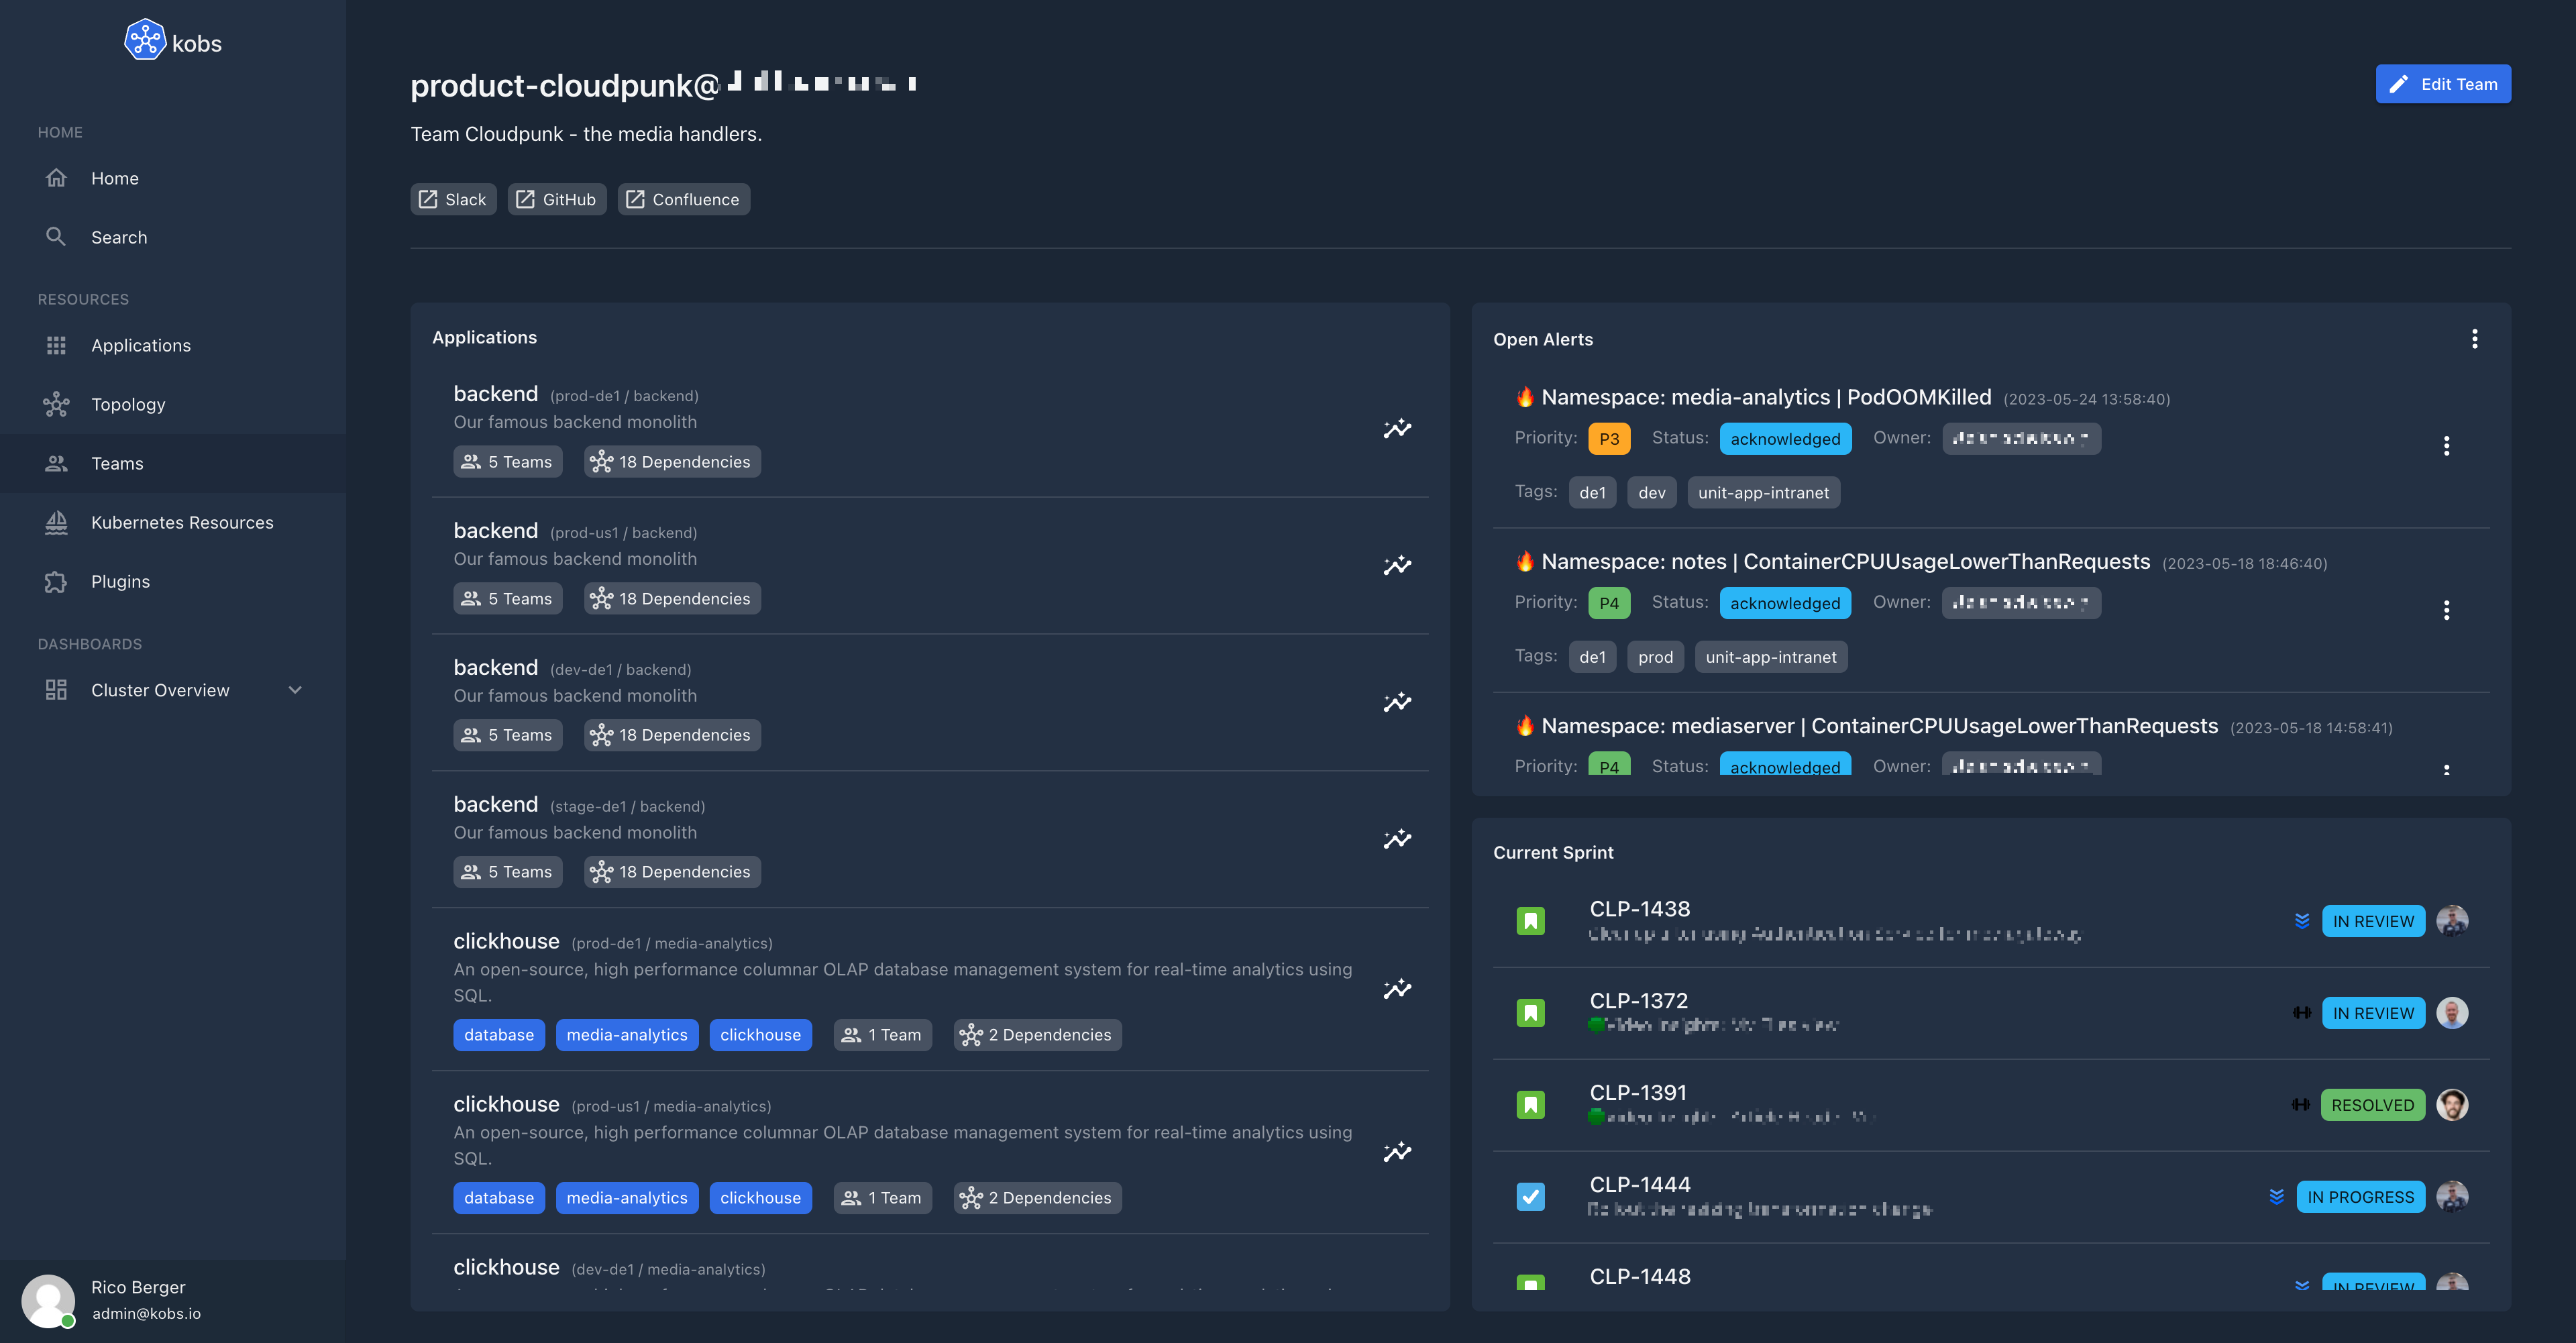 kobs
HOME
Home
Search
RESOURCES
Applications
Topology
Teams
Kubernetes Resources
Plugins
DASHBOARDS
Cluster Overview
Rico Berger
admin@kobs.io
product-cloudpunk@
Edit Team
Team Cloudpunk - the media handlers.
Slack GitHub Confluence
Applications
backend (prod-de1 / backend)
Our famous backend monolith
5 Teams 18 Dependencies
backend (prod-us1 / backend)
Our famous backend monolith
5 Teams 18 Dependencies
backend (dev-de1 / backend)
Our famous backend monolith
5 Teams 18 Dependencies
backend (stage-de1 / backend)
Our famous backend monolith
5 Teams 18 Dependencies
clickhouse (prod-de1 / media-analytics)
An open-source, high performance columnar OLAP database management system for real-time analytics using
SQL.
database media-analytics clickhouse 1 Team 2 Dependencies
clickhouse (prod-us1 / media-analytics)
An open-source, high performance columnar OLAP database management system for real-time analytics using
SQL.
database media-analytics clickhouse 1 Team 2 Dependencies
clickhouse (dev-de1 / media-analytics)
Open Alerts
🔥 Namespace: media-analytics | PodOOMKilled (2023-05-24 13:58:40)
Priority: P3 Status: acknowledged Owner:
Tags: de1 dev unit-app-intranet
🔥 Namespace: notes | ContainerCPUUsageLowerThanRequests (2023-05-18 18:46:40)
Priority: P4 Status: acknowledged Owner:
Tags: de1 prod unit-app-intranet
🔥 Namespace: mediaserver | ContainerCPUUsageLowerThanRequests (2023-05-18 14:58:41)
Priority: P4 Status: acknowledged Owner:
Current Sprint
CLP-1438
IN REVIEW
CLP-1372
IN REVIEW
CLP-1391
RESOLVED
CLP-1444
IN PROGRESS
CLP-1448
IN REVIEW